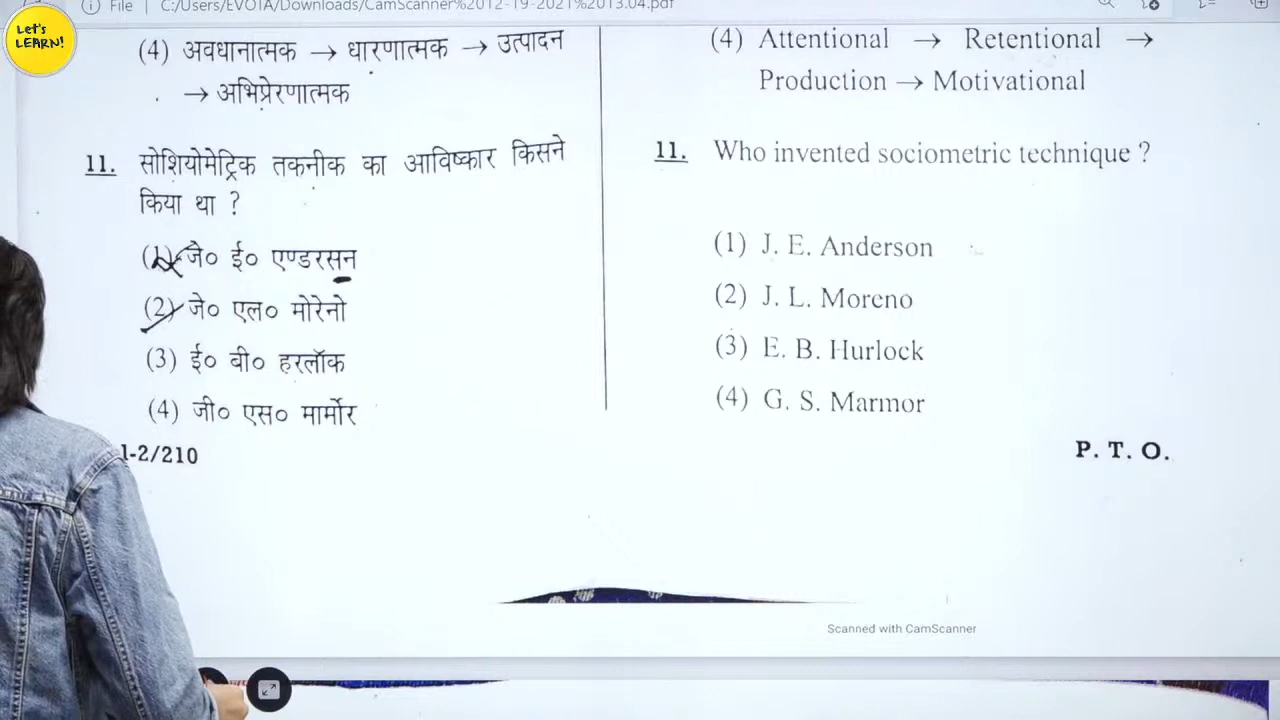 Let's
LEARN!
File | C:/Users/EVOTA/Downloads/CamScanner%2012-19-2021%2013.04.pdf
(4) अवधानात्मक → धारणात्मक → उत्पादन
→ अभिप्रेरणात्मक
11. सोशियोमेट्रिक तकनीक का आविष्कार किसने
किया था ?
(1) जे० ई० एण्डरसन
(2) जे० एल० मोरेनो
(3) ई० बी० हरलॉक
(4) जी० एस० मार्मोर
1-2/210
(4) Attentional → Retentional →
Production → Motivational
11. Who invented sociometric technique ?
(1) J. E. Anderson
(2) J. L. Moreno
(3) E. B. Hurlock
(4) G. S. Marmor
P. T. O.
Scanned with CamScanner